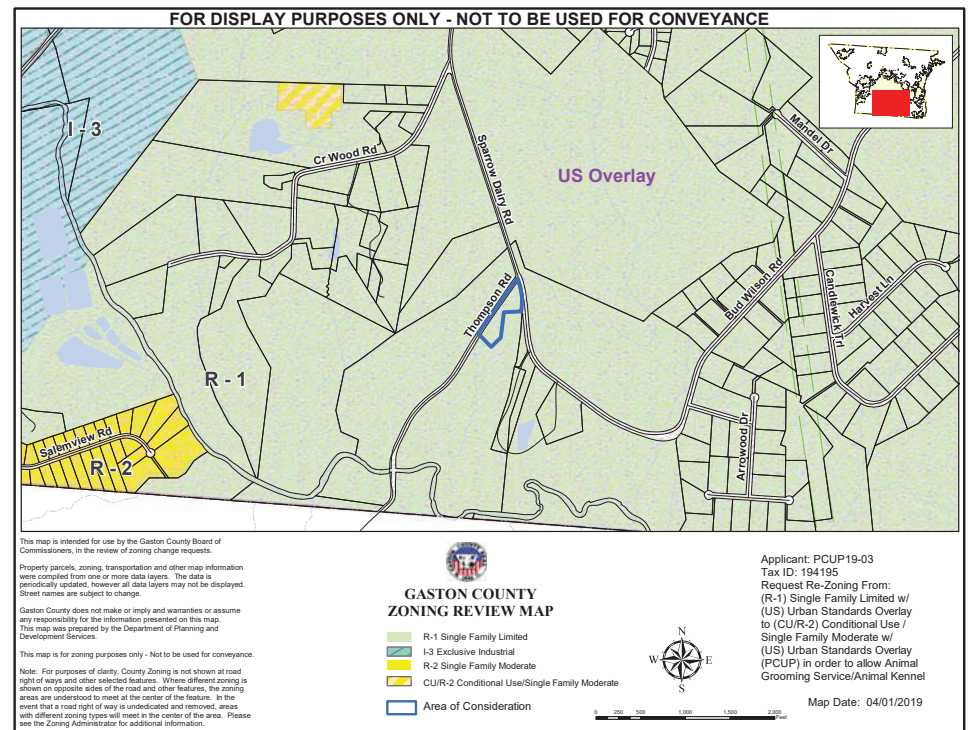 FOR DISPLAY PURPOSES ONLY - NOT TO BE USED FOR CONVEYANCE
I - 3
Cr Wood Rd
Sparrow Dairy Rd
US Overlay
Mandel Dr
Thompson Rd
Bud Wilson Rd
Candlewick Trl
Harvest Ln
R - 1
Salemview Rd
R - 2
Arrowood Dr
This map is intended for use by the Gaston County Board of
Commissioners, in the review of zoning change requests.
Property parcels, zoning, transportation and other map information
were compiled from one or more data layers. The data is
periodically updated, however all data layers may not be displayed.
Street names are subject to change.
Gaston County does not make or imply and warranties or assume
any responsibility for the information presented on this map.
This map was prepared by the Department of Planning and
Development Services.
This map is for zoning purposes only - Not to be used for conveyance.
Note: For purposes of clarity, County Zoning is not shown at road
right of ways and other selected features. Where different zoning is
shown on opposite sides of the road and other features, the zoning
areas are understood to meet at the center of the feature. In the
event that a road right of way is undedicated and removed, areas
with different zoning types will meet in the center of the area. Please
see the Zoning Administrator for additional information.
GASTON COUNTY
ZONING REVIEW MAP
R-1 Single Family Limited
I-3 Exclusive Industrial
R-2 Single Family Moderate
CU/R-2 Conditional Use/Single Family Moderate
Area of Consideration
N
W E
S
0 250 500 1,000 1,500 2,000
Feet
Applicant: PCUP19-03
Tax ID: 194195
Request Re-Zoning From:
(R-1) Single Family Limited w/
(US) Urban Standards Overlay
to (CU/R-2) Conditional Use /
Single Family Moderate w/
(US) Urban Standards Overlay
(PCUP) in order to allow Animal
Grooming Service/Animal Kennel
Map Date: 04/01/2019